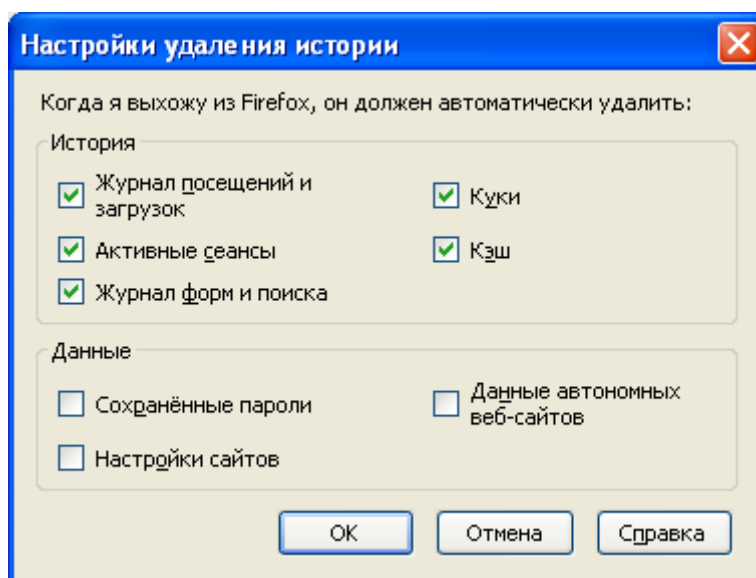 Настройки удаления истории
Когда я выхожу из Firefox, он должен автоматически удалить:
История
Журнал посещений и
загрузок
Куки
Активные сеансы
Кэш
Журнал форм и поиска
Данные
Сохранённые пароли
Данные автономных
веб-сайтов
Настройки сайтов
ОК
Отмена
Справка